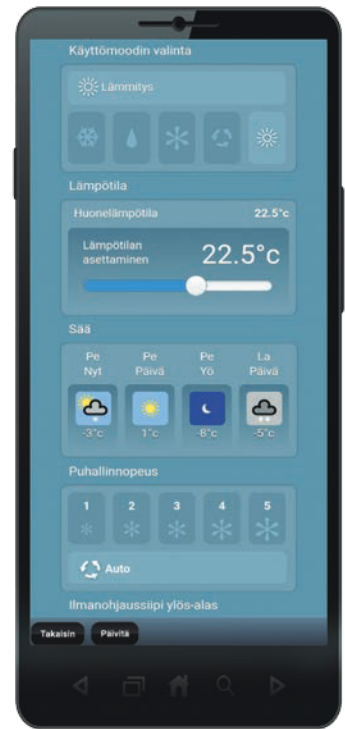 Käyttömoodin valinta
Lämmitys
Lämpötila
Huonelämpötila 22.5°c
Lämpötilan
asettaminen
22.5°c
Sää
Pe Pe Pe La
Nyt Päivä Yö Päivä
-3°c 1°c 8°c -5°c
Puhallinnopeus
1 2 3 4 5
Auto
Ilmanohjaussiipi ylös-alas
Takaisin Päivitä